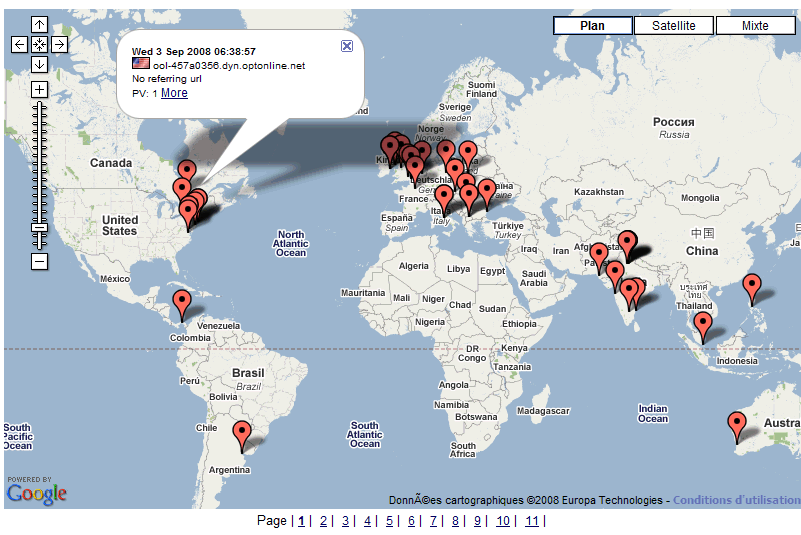 Plan Satellite Mixte
Wed 3 Sep 2008 06:38:57
ool-457a0356.dyn.optonline.net
No referring url
PV: 1 More
Suomi
Finland
Sverige
Sweden
Norge
Norway
Россия
Russia
Canada
Deutschla
France
Kazakhstan
Mongolia
United
States
España
Spain
Italia
Italy
Türkiye
Turkey
中国
China
North
Atlantic
Ocean
Iraq
Iran
México
Algeria
Libya
Egypt
Saudi
Arabia
Mauritania
Mali
Niger
Chad
Sudan
ประเทศ
ไทย
Thailand
Nigeria
Ethiopia
Venezuela
Colombia
DR
Congo
Kenya
Tanzania
Indonesia
Perú
Brasil
Brazil
Bolivia
Angola
Namibia
Botswana
Madagascar
Indian
Ocean
South
Pacific
Ocean
Chile
South
Atlantic
Ocean
South
Africa
Austra
Argentina
POWERED BY
Google
DonnÃ©es cartographiques ©2008 Europa Technologies - Conditions d'utilisation
Page | 1 | 2 | 3 | 4 | 5 | 6 | 7 | 8 | 9 | 10 | 11 |